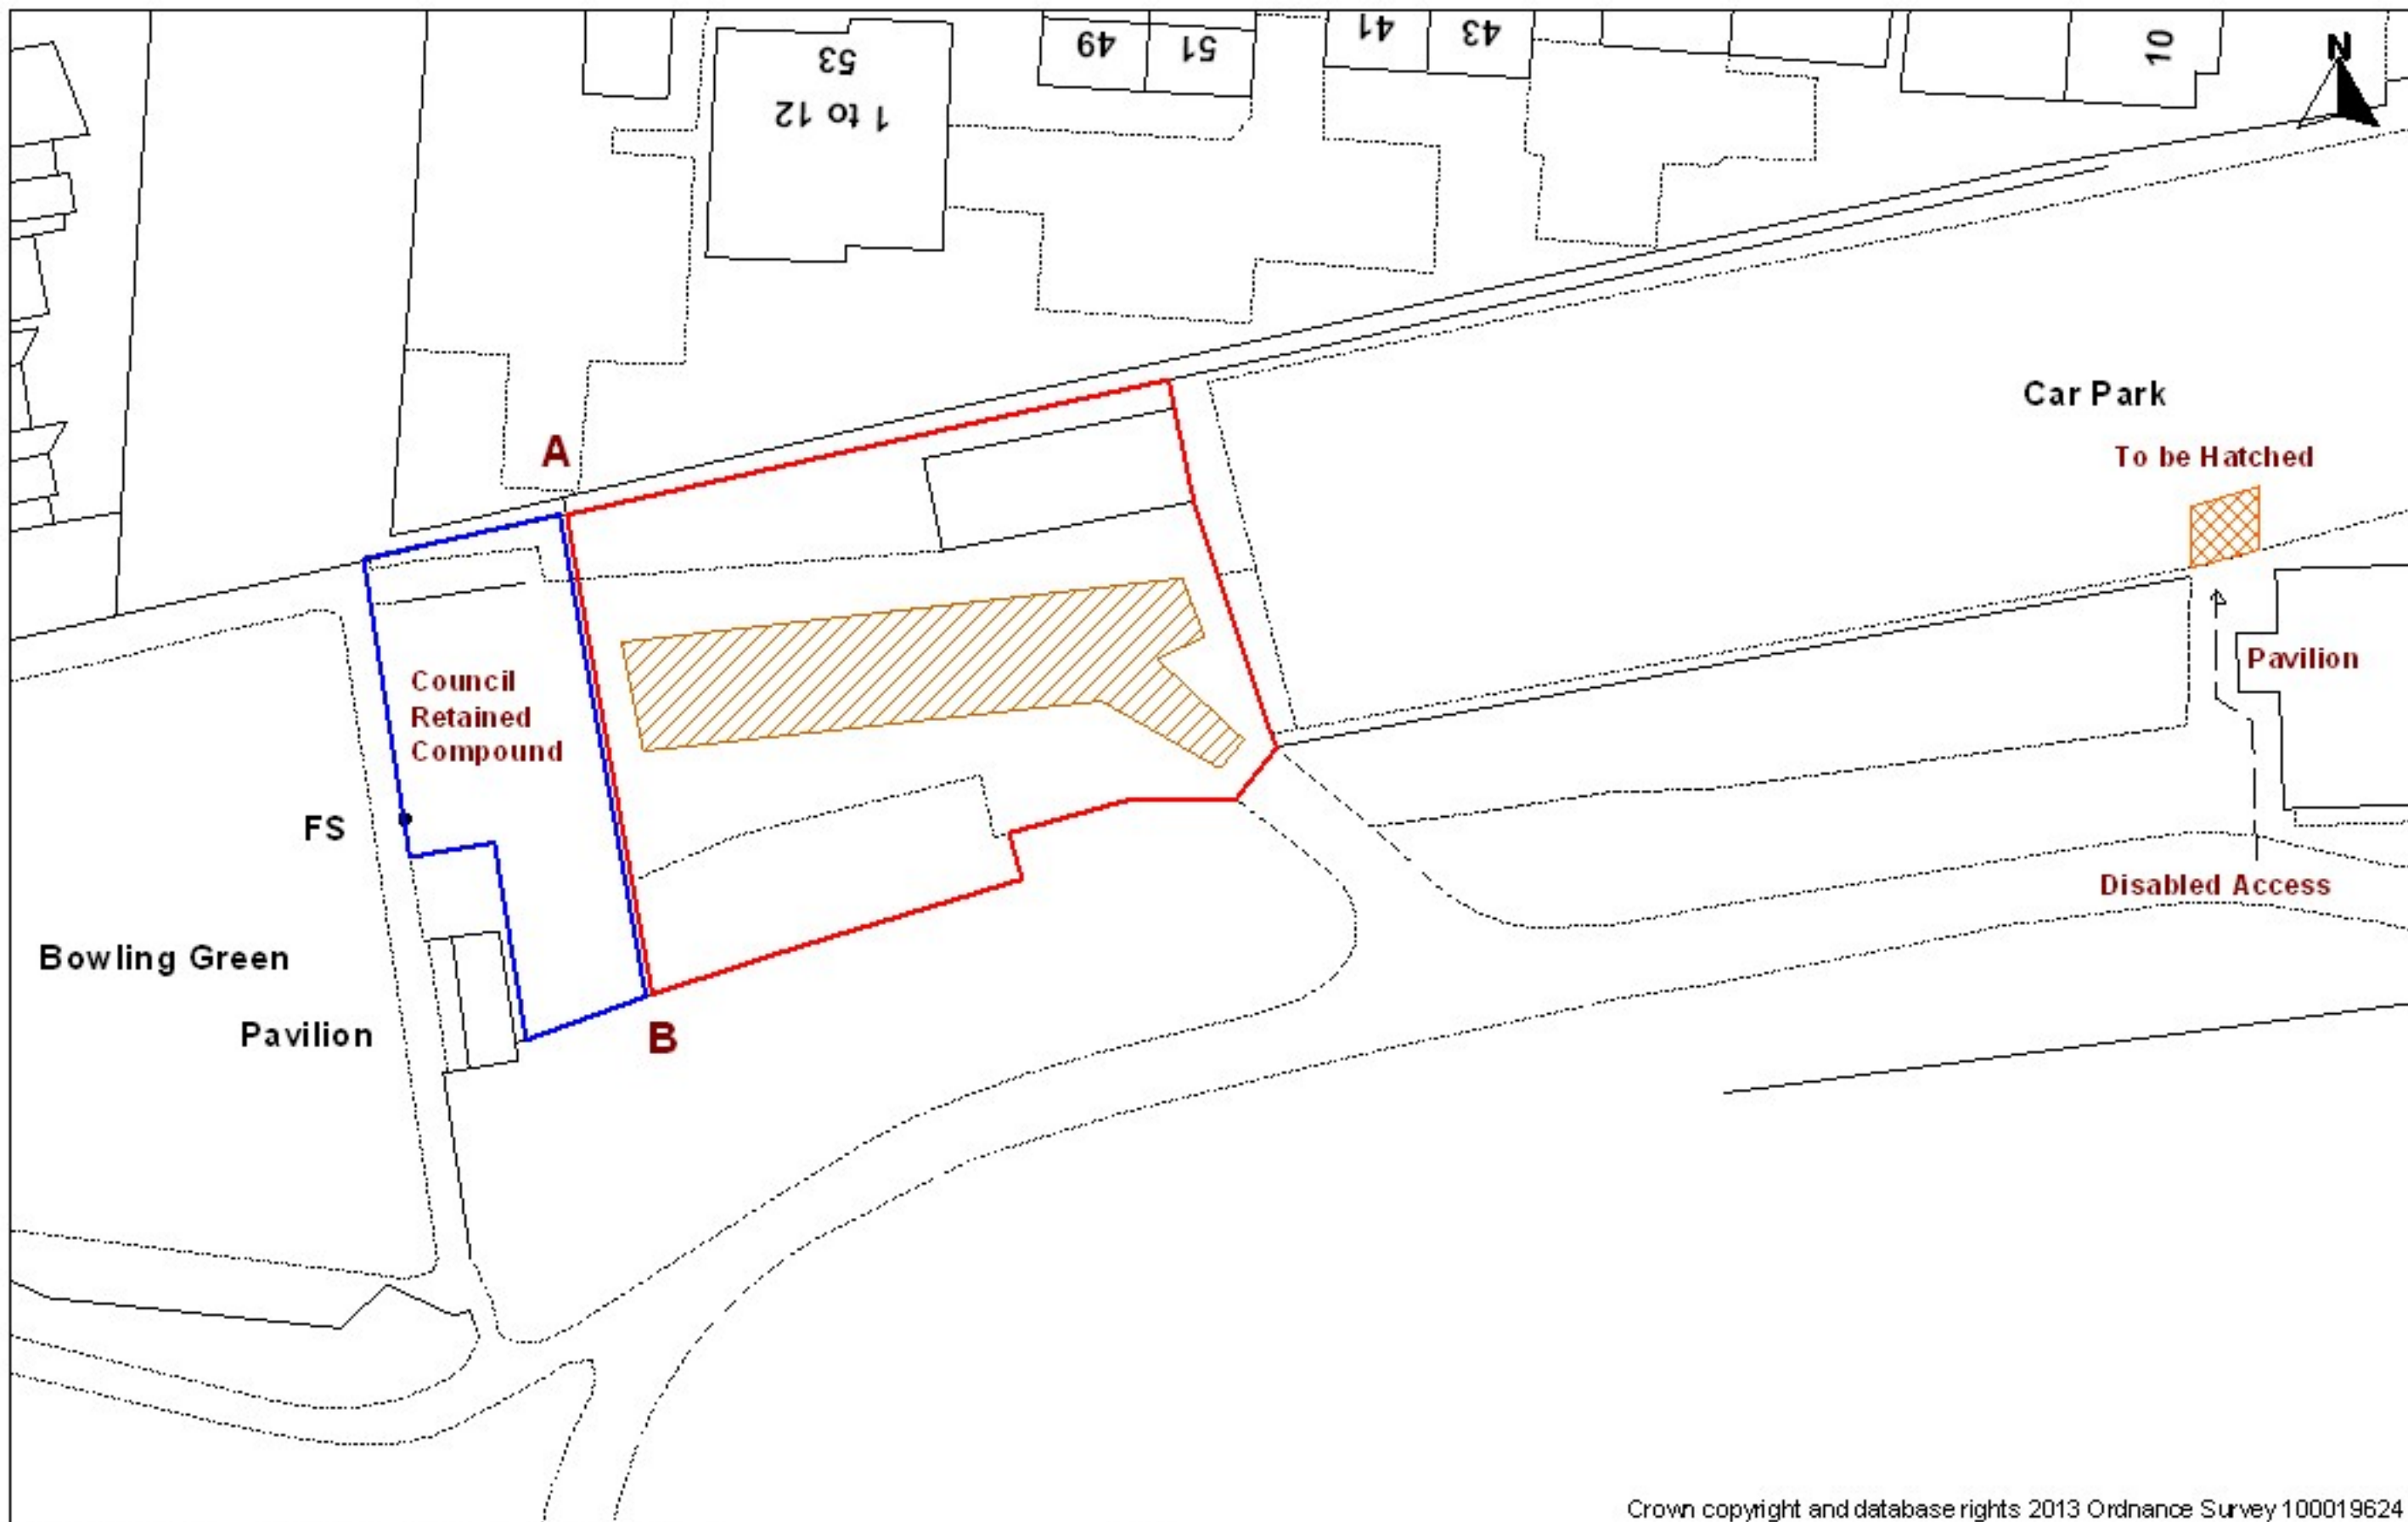 53
1 to 12
49
51
41
43
10
N
Car Park
To be Hatched
A
Council
Retained
Compound
Pavilion
FS
Disabled Access
Bowling Green
Pavilion
B
Crown copyright and database rights 2013 Ordnance Survey 100019624